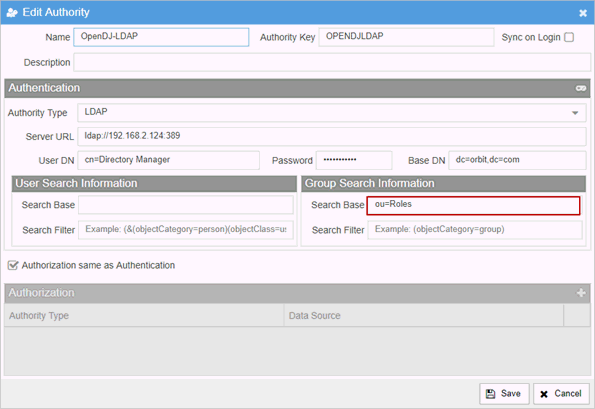 Edit Authority
Name OpenDJ-LDAP Authority Key OPENDJLDAP Sync on Login
Description
Authentication
Authority Type LDAP
Server URL ldap://192.168.2.124:389
User DN cn=Directory Manager Password ••••••••••• Base DN dc=orbit,dc=com
User Search Information Group Search Information
Search Base Search Base ou=Roles
Search Filter Example: (&(objectCategory=person)(objectClass=us Search Filter Example: (objectCategory=group)
Authorization same as Authentication
Authorization
Authority Type Data Source
Save Cancel